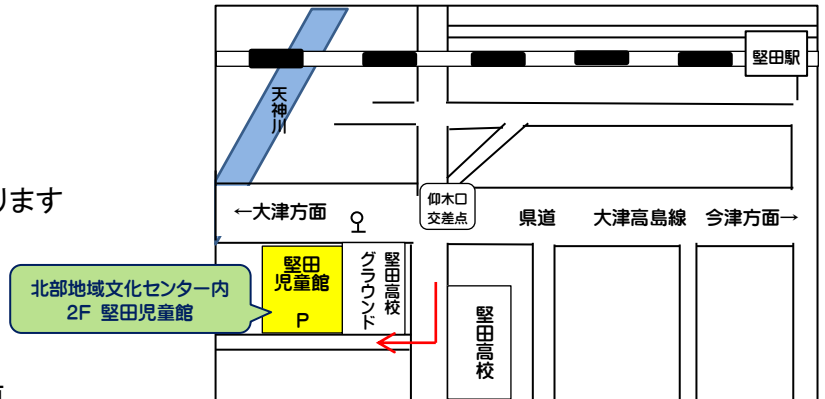 堅田駅
天神川
ります
仰木口
交差点
←大津方面
県道 大津高島線 今津方面→
堅田
児童館
P
堅田高校
グラウンド
北部地域文化センター内
2F 堅田児童館
堅田高校